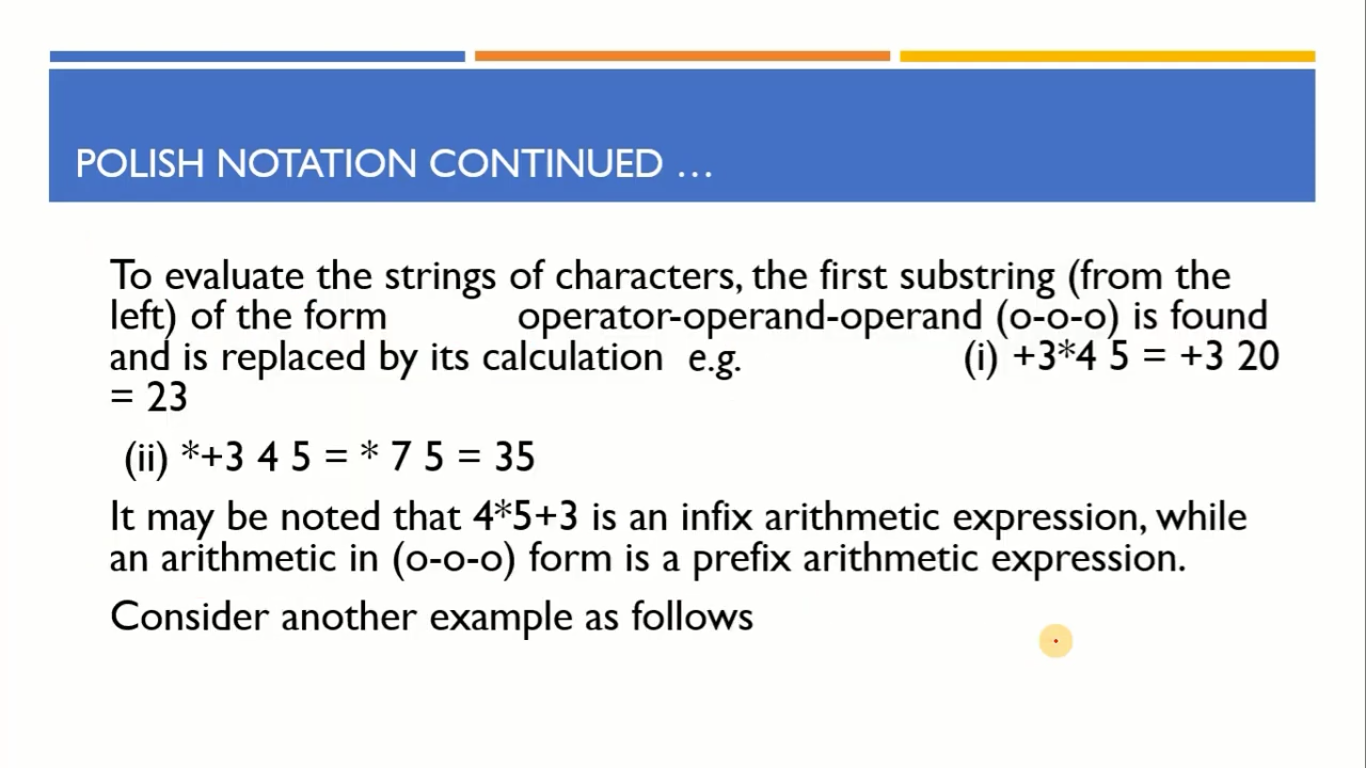 POLISH NOTATION CONTINUED …
To evaluate the strings of characters, the first substring (from the
left) of the form operator-operand-operand (o-o-o) is found
and is replaced by its calculation e.g. (i) +3*4 5 = +3 20
= 23
(ii) *+3 4 5 = * 7 5 = 35
It may be noted that 4*5+3 is an infix arithmetic expression, while
an arithmetic in (o-o-o) form is a prefix arithmetic expression.
Consider another example as follows